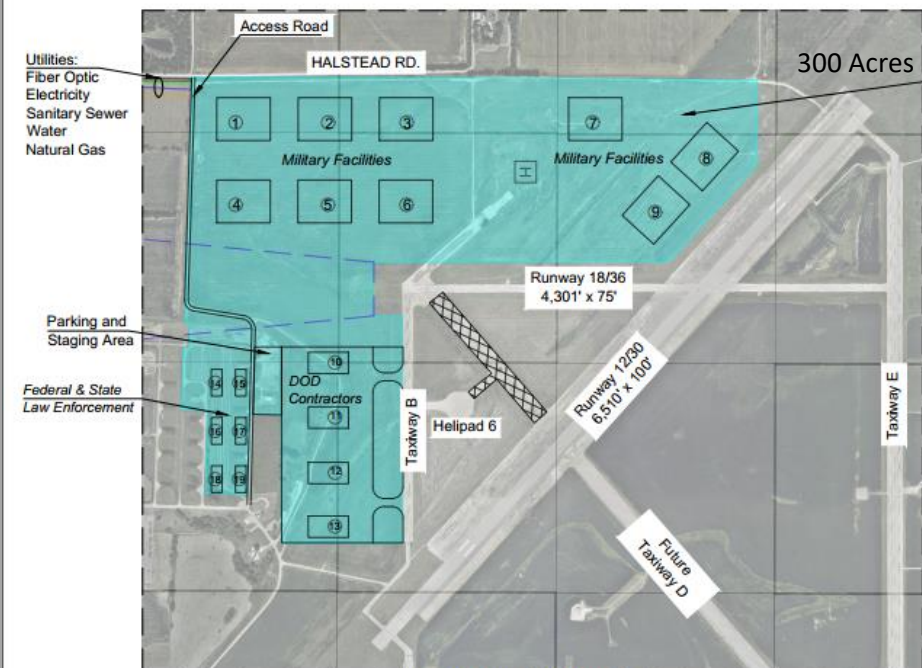 Access Road
Utilities:
Fiber Optic
Electricity
Sanitary Sewer
Water
Natural Gas
HALSTEAD RD.
300 Acres
1
2
3
7
Military Facilities
Military Facilities
8
H
4
5
6
9
Runway 18/36
4,301' x 75'
Parking and
Staging Area
Federal & State
Law Enforcement
DOD
Contractors
10
11
12
13
14
15
16
17
18
19
Taxiway B
Helipad 6
Runway 12/30
6,510' x 100'
Taxiway E
Future
Taxiway D